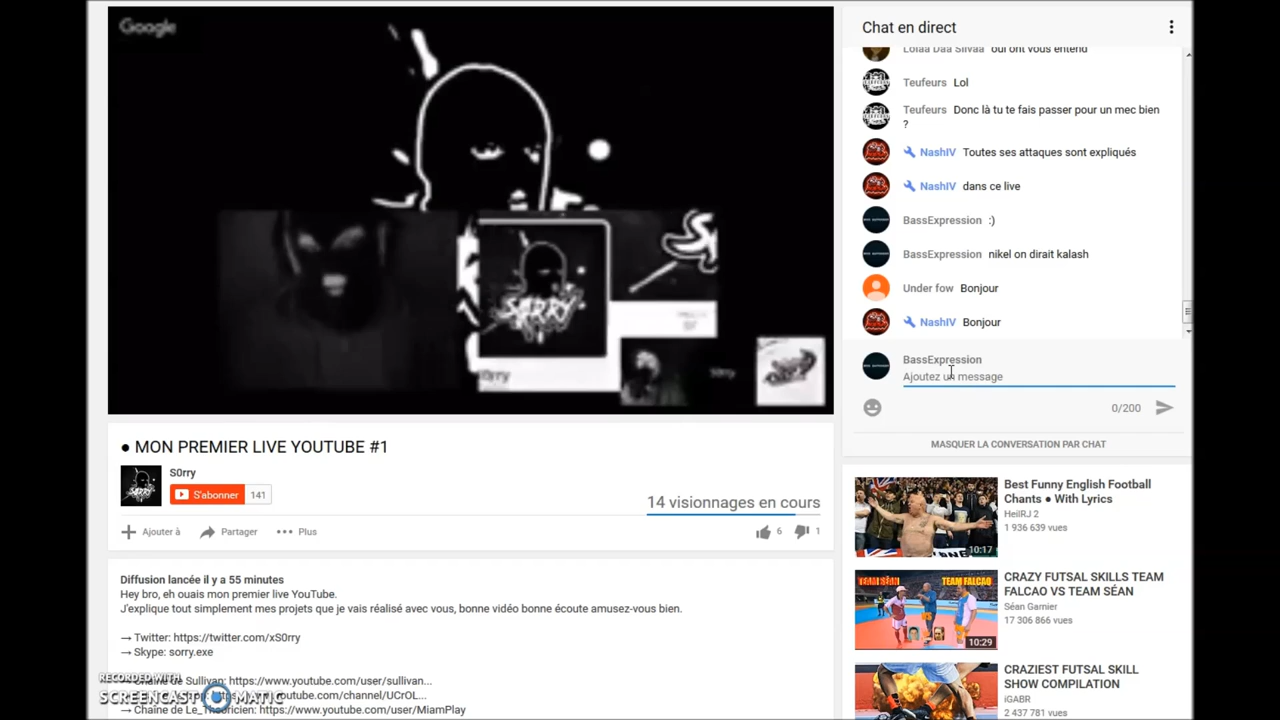 Google
S0RRY
S0rry
S0rry
● MON PREMIER LIVE YOUTUBE #1
S0rry
S'abonner 141
14 visionnages en cours
Ajouter à Partager Plus
6 1
Diffusion lancée il y a 55 minutes
Hey bro, eh ouais mon premier live YouTube.
J'explique tout simplement mes projets que je vais réalisé avec vous, bonne vidéo bonne écoute amusez-vous bien.
→ Twitter: https://twitter.com/xS0rry
→ Skype: sorry.exe
Chaîne de Sullivan: https://www.youtube.com/user/sullivan...
youtube.com/channel/UCrOL...
→ Chaîne de Le_Theoricien: https://www.youtube.com/user/MiamPlay
RECORDED WITH
SCREENCAST MATIC
Chat en direct
Lolaa Daa Silvaa oui ont vous entend
Teufeurs Lol
Teufeurs Donc là tu te fais passer pour un mec bien
?
NashIV Toutes ses attaques sont expliqués
NashIV dans ce live
BassExpression :)
BassExpression nikel on dirait kalash
Under fow Bonjour
NashIV Bonjour
BassExpression
Ajoutez un message
0/200
MASQUER LA CONVERSATION PAR CHAT
Best Funny English Football
Chants ● With Lyrics
HeilRJ 2
1 936 639 vues
10:17
TEAM SÉAN TEAM FALCAO
CRAZY FUTSAL SKILLS TEAM
FALCAO VS TEAM SÉAN
Séan Garnier
17 306 866 vues
10:29
CRAZIEST FUTSAL SKILL
SHOW COMPILATION
iGABR
2 437 781 vues